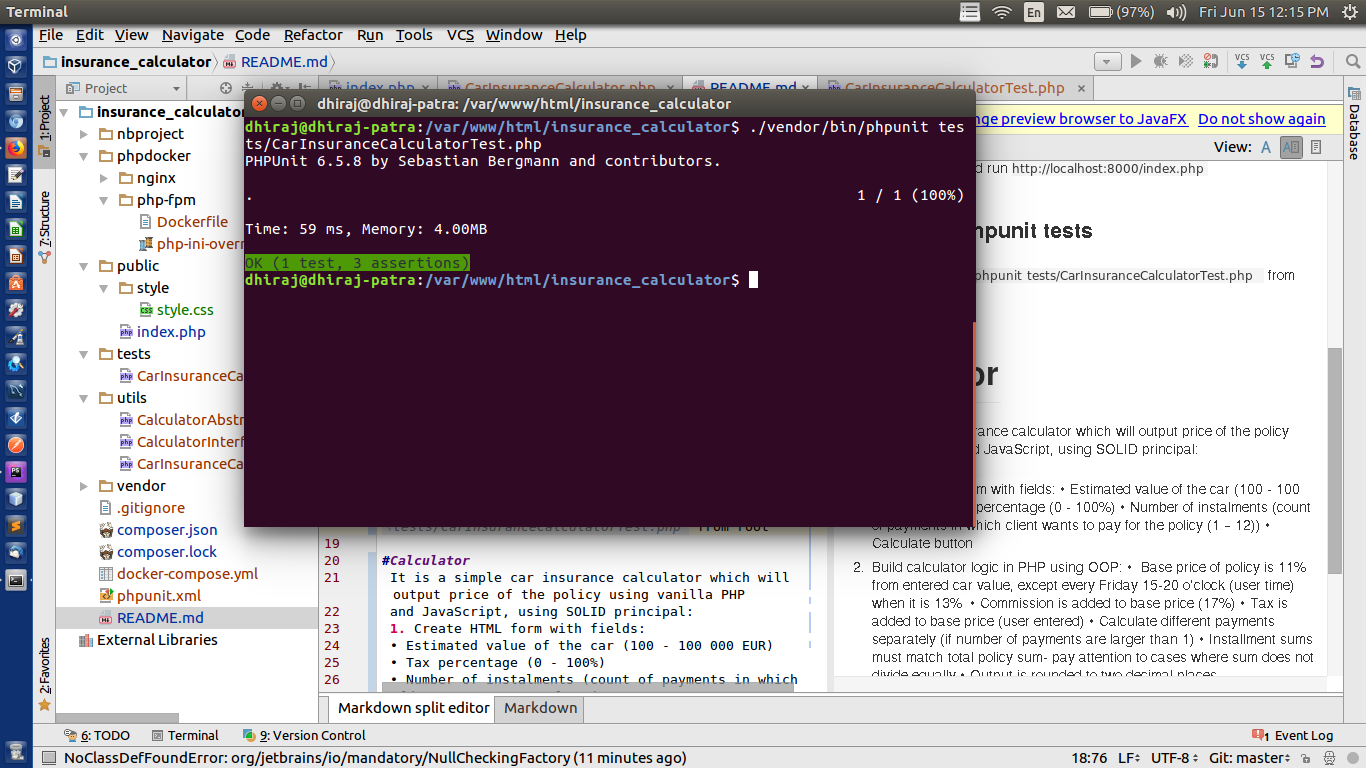 Terminal
En
(97%)
Fri Jun 15 12:15 PM
File Edit View Navigate Code Refactor Run Tools VCS Window Help
insurance_calculator
README.md
VCS
VCS
Project
index.php
CarInsuranceCalculator.php
README.md
CarInsuranceCalculatorTest.php
1: Project
7: Structure
2: Favorites
Database
insurance_calculator
nbproject
phpdocker
nginx
php-fpm
Dockerfile
php-ini-overr
public
style
style.css
index.php
tests
CarInsuranceCa
utils
CalculatorAbstr
CalculatorInterf
CarInsuranceCa
vendor
.gitignore
composer.json
composer.lock
docker-compose.yml
phpunit.xml
README.md
External Libraries
dhiraj@dhiraj-patra: /var/www/html/insurance_calculator
dhiraj@dhiraj-patra:/var/www/html/insurance_calculator$ ./vendor/bin/phpunit tes
ts/CarInsuranceCalculatorTest.php
PHPUnit 6.5.8 by Sebastian Bergmann and contributors.
. 1 / 1 (100%)
Time: 59 ms, Memory: 4.00MB
OK (1 test, 3 assertions)
dhiraj@dhiraj-patra:/var/www/html/insurance_calculator$
nge preview browser to JavaFX Do not show again
View: A A
d run http://localhost:8000/index.php
npunit tests
phpunit tests/CarInsuranceCalculatorTest.php from
or
rance calculator which will output price of the policy
d JavaScript, using SOLID principal:
m with fields: • Estimated value of the car (100 - 100
percentage (0 - 100%) • Number of instalments (count
of payments in which client wants to pay for the policy (1 – 12)) •
Calculate button
2. Build calculator logic in PHP using OOP: • Base price of policy is 11%
from entered car value, except every Friday 15-20 o'clock (user time)
when it is 13% • Commission is added to base price (17%) • Tax is
added to base price (user entered) • Calculate different payments
separately (if number of payments are larger than 1) • Installment sums
must match total policy sum- pay attention to cases where sum does not
divide equally • Output is rounded to two decimal places
tests/CarInsuranceCalculatorTest.php from root
19
20 #Calculator
21 It is a simple car insurance calculator which will
output price of the policy using vanilla PHP
22 and JavaScript, using SOLID principal:
23 1. Create HTML form with fields:
24 • Estimated value of the car (100 - 100 000 EUR)
25 • Tax percentage (0 - 100%)
26 • Number of instalments (count of payments in which
Markdown split editor
Markdown
6: TODO
Terminal
9: Version Control
1 Event Log
NoClassDefFoundError: org/jetbrains/io/mandatory/NullCheckingFactory (11 minutes ago)
18:76 LF÷ UTF-8÷ Git: master÷